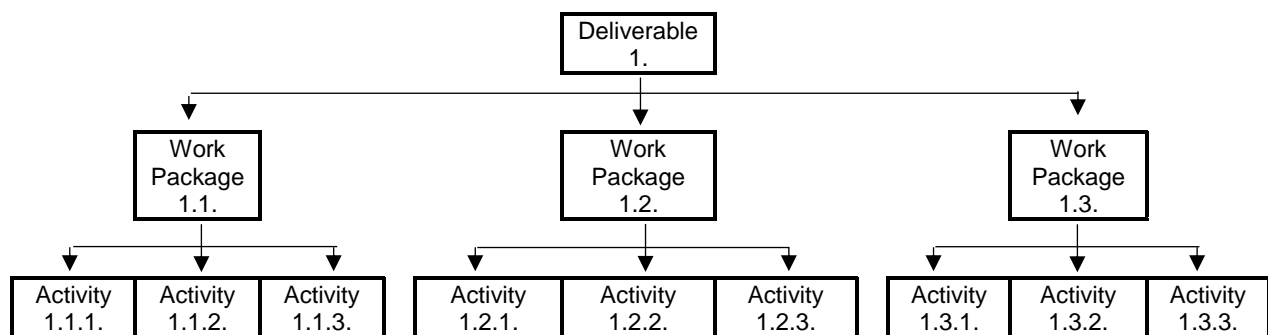 Deliverable
1.
Work
Package
1.1.
Work
Package
1.2.
Work
Package
1.3.
Activity
1.1.1.
Activity
1.1.2.
Activity
1.1.3.
Activity
1.2.1.
Activity
1.2.2.
Activity
1.2.3.
Activity
1.3.1.
Activity
1.3.2.
Activity
1.3.3.